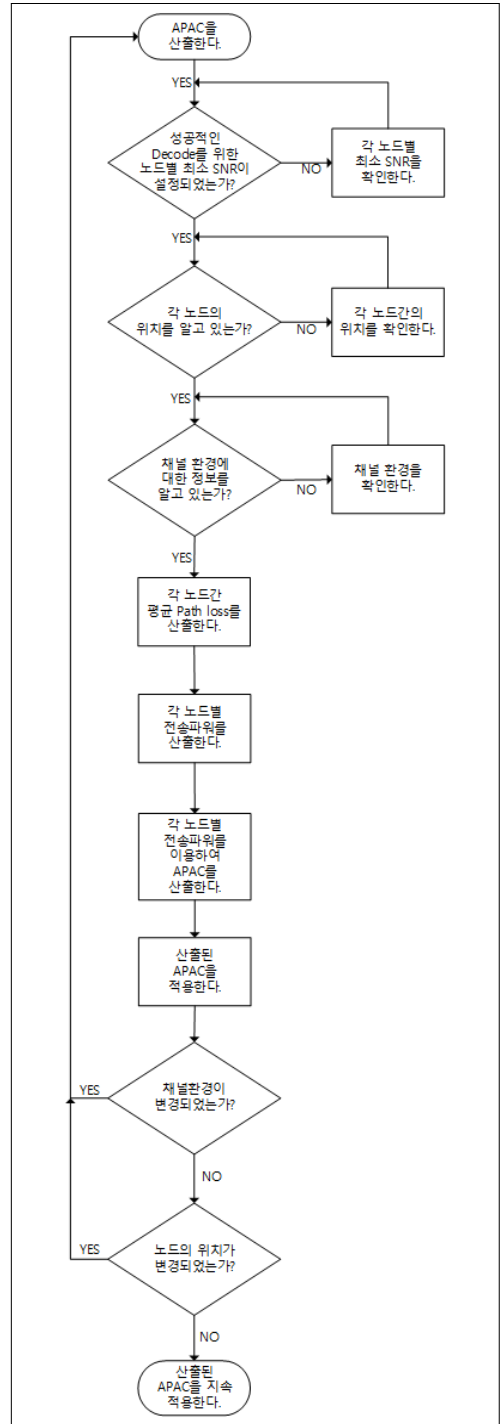 APAC을
산출한다.
YES
성공적인
Decode를 위한
노드별 최소 SNR이
설정되었는가?
NO
각 노드별
최소 SNR을
확인한다.
YES
각 노드의
위치를 알고 있는가?
NO
각 노드간의
위치를 확인한다.
YES
채널 환경에
대한 정보를
알고 있는가?
NO
채널 환경을
확인한다.
YES
각 노드간
평균 Path loss를
산출한다.
각 노드별
전송파워를
산출한다.
각 노드별
전송파워를
이용하여
APAC를
산출한다.
산출된
APAC을
적용한다.
YES
채널환경이
변경되었는가?
NO
YES
노드의 위치가
변경되었는가?
NO
산출된
APAC을 지속
적용한다.